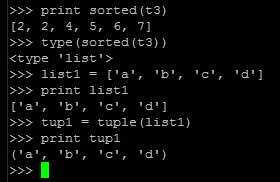 >>> print sorted(t3)
[2, 2, 4, 5, 6, 7]
>>> type(sorted(t3))
<type 'list'>
>>> list1 = ['a', 'b', 'c', 'd']
>>> print list1
['a', 'b', 'c', 'd']
>>> tup1 = tuple(list1)
>>> print tup1
('a', 'b', 'c', 'd')
>>>